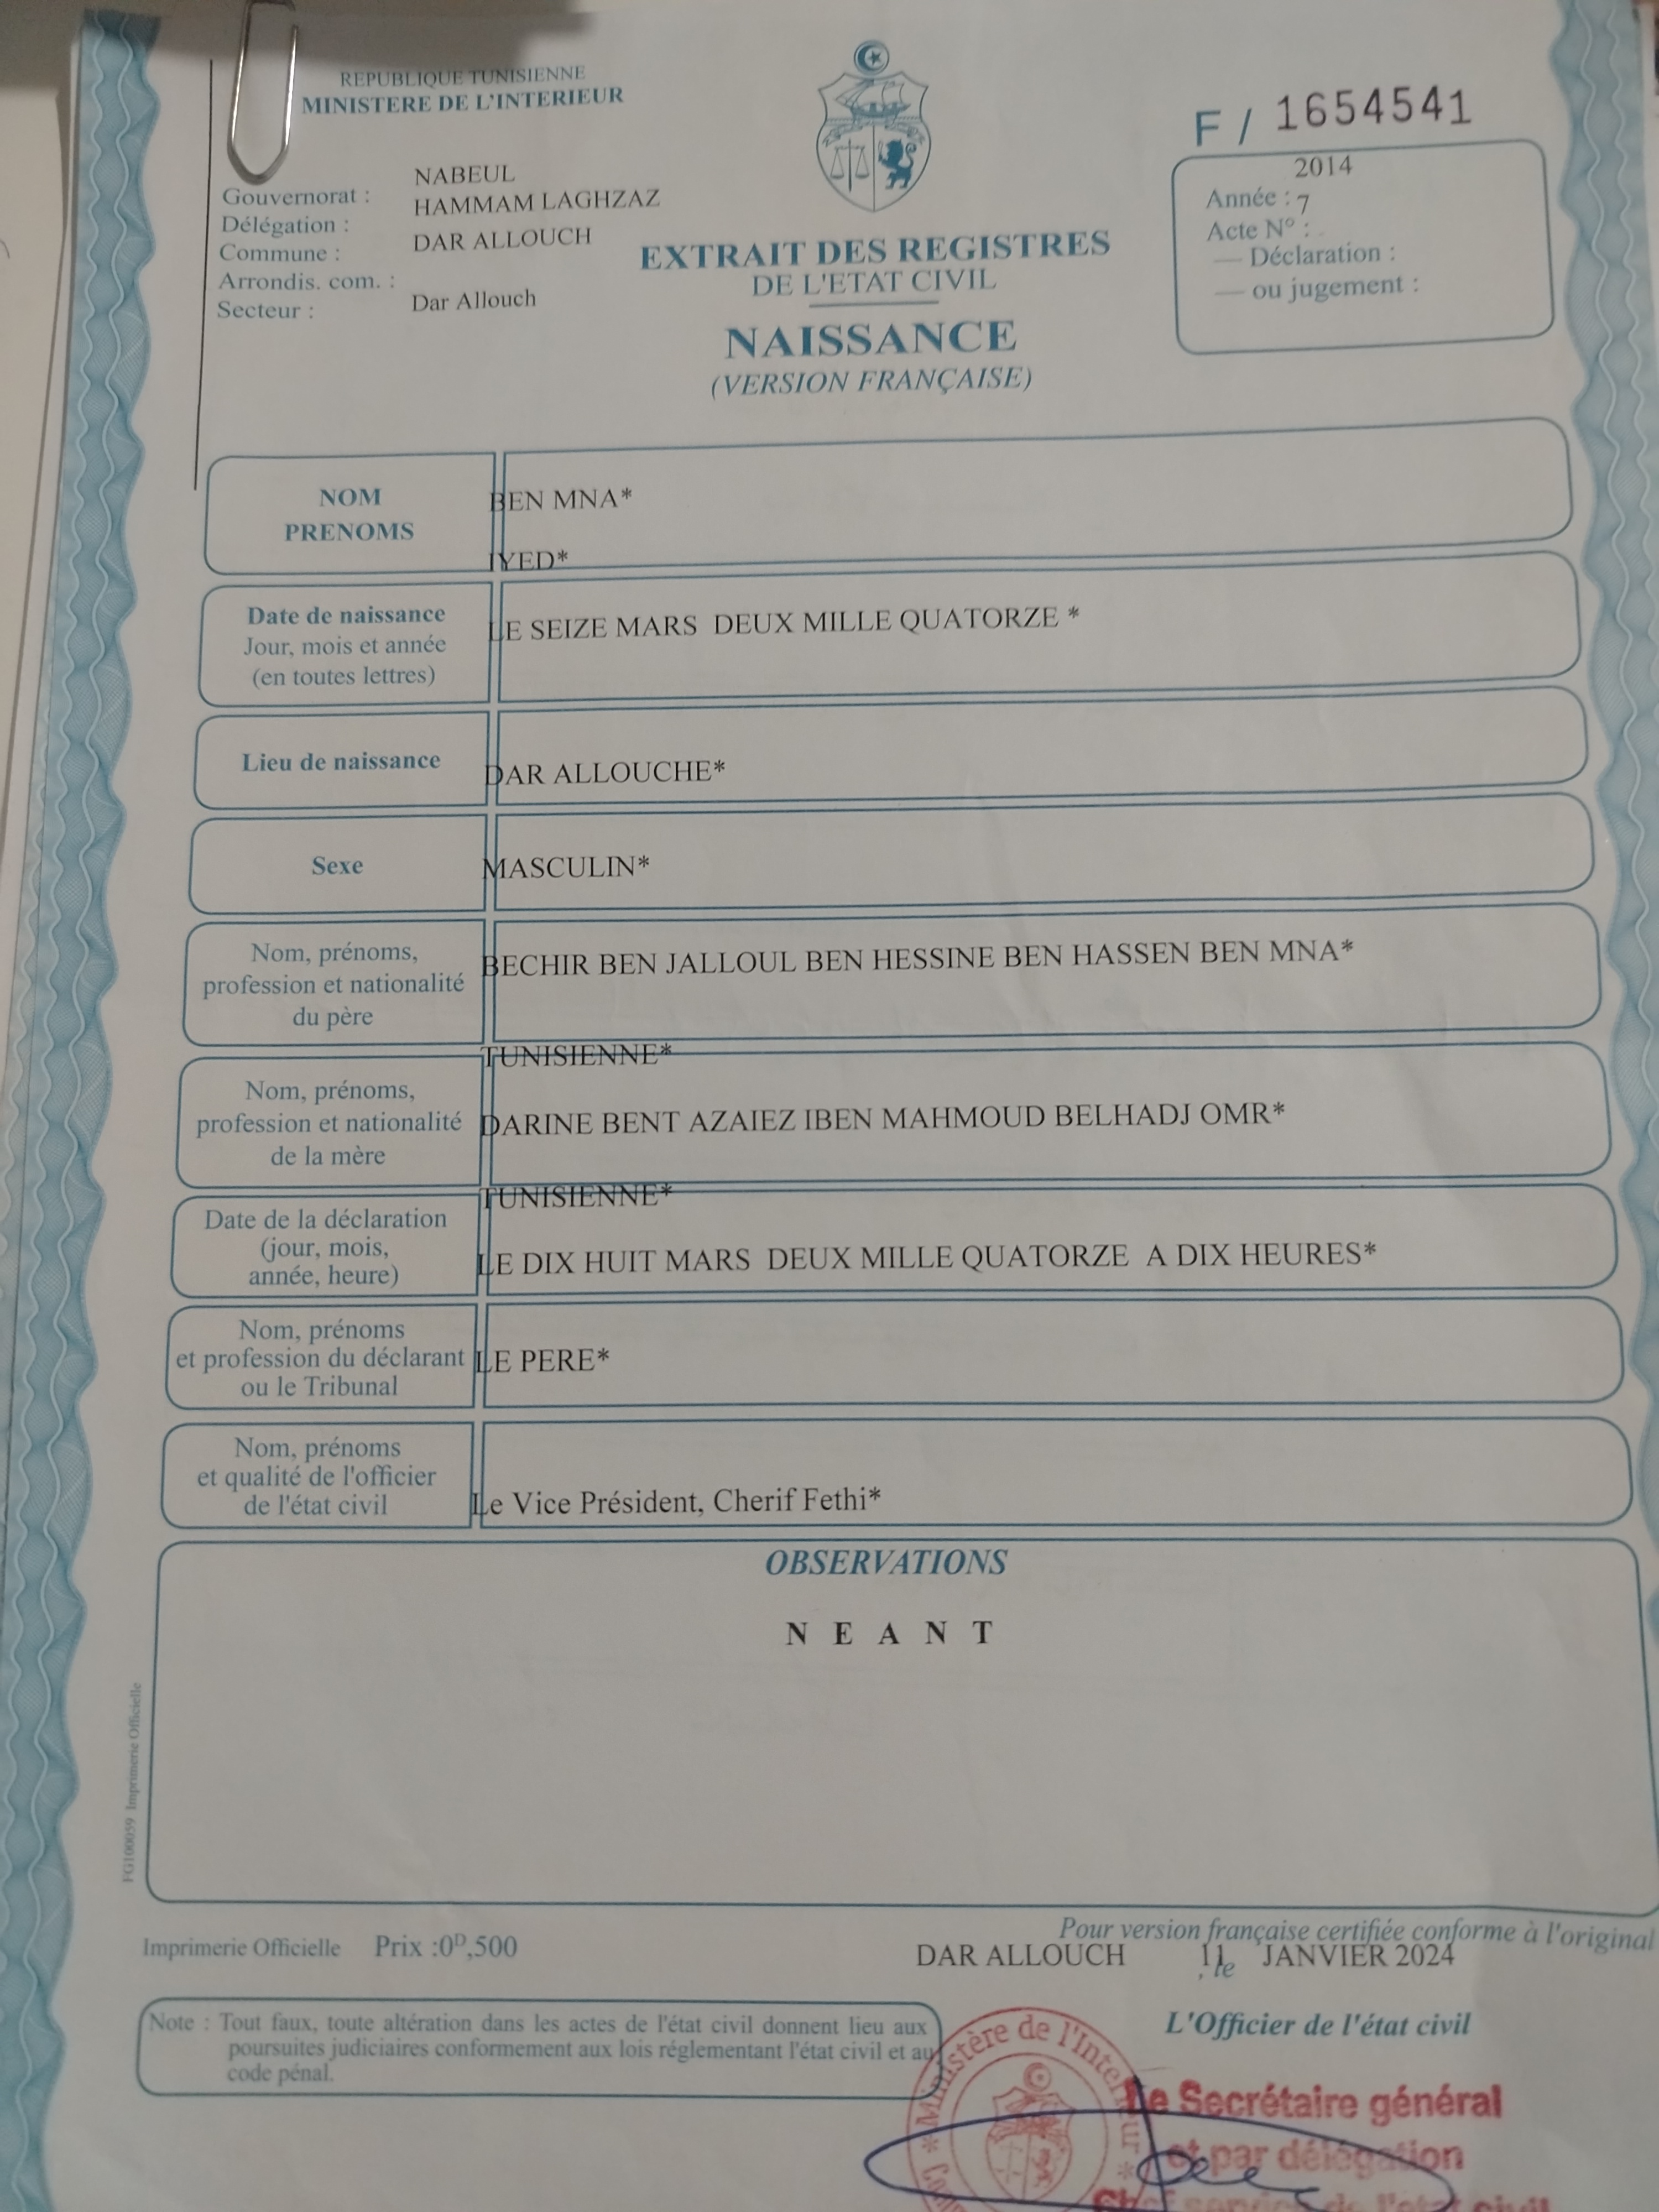 REPUBLIQUE TUNISIENNE
MINISTERE DE L'INTERIEUR
F / 1654541
NABEUL
Gouvernorat :
HAMMAM LAGHZAZ
Délégation :
DAR ALLOUCH
Commune :
Arrondis. com. :
Secteur : Dar Allouch
EXTRAIT DES REGISTRES
DE L'ETAT CIVIL
NAISSANCE
(VERSION FRANÇAISE)
2014
Année : 7
Acte N° :
— Déclaration :
— ou jugement :
NOM
PRENOMS
BEN MNA*
IYED*
Date de naissance
Jour, mois et année
(en toutes lettres)
LE SEIZE MARS DEUX MILLE QUATORZE *
Lieu de naissance
DAR ALLOUCHE*
Sexe
MASCULIN*
Nom, prénoms,
profession et nationalité
du père
BECHIR BEN JALLOUL BEN HESSINE BEN HASSEN BEN MNA*
TUNISIENNE*
Nom, prénoms,
profession et nationalité
de la mère
DARINE BENT AZAIEZ IBEN MAHMOUD BELHADJ OMR*
TUNISIENNE*
Date de la déclaration
(jour, mois,
année, heure)
LE DIX HUIT MARS DEUX MILLE QUATORZE A DIX HEURES*
Nom, prénoms
et profession du déclarant
ou le Tribunal
LE PERE*
Nom, prénoms
et qualité de l'officier
de l'état civil
Le Vice Président, Cherif Fethi*
OBSERVATIONS
N E A N T
FG100059 Imprimerie Officielle
Imprimerie Officielle Prix :0ᴰ,500
Pour version française certifiée conforme à l'original
DAR ALLOUCH , le 11 JANVIER 2024
L'Officier de l'état civil
Note : Tout faux, toute altération dans les actes de l'état civil donnent lieu aux
poursuites judiciaires conformement aux lois réglementant l'état civil et au
code pénal.
* Ministère de l'Interieur *
Le Secrétaire général
et par délégation
Chef service de l'etat civil